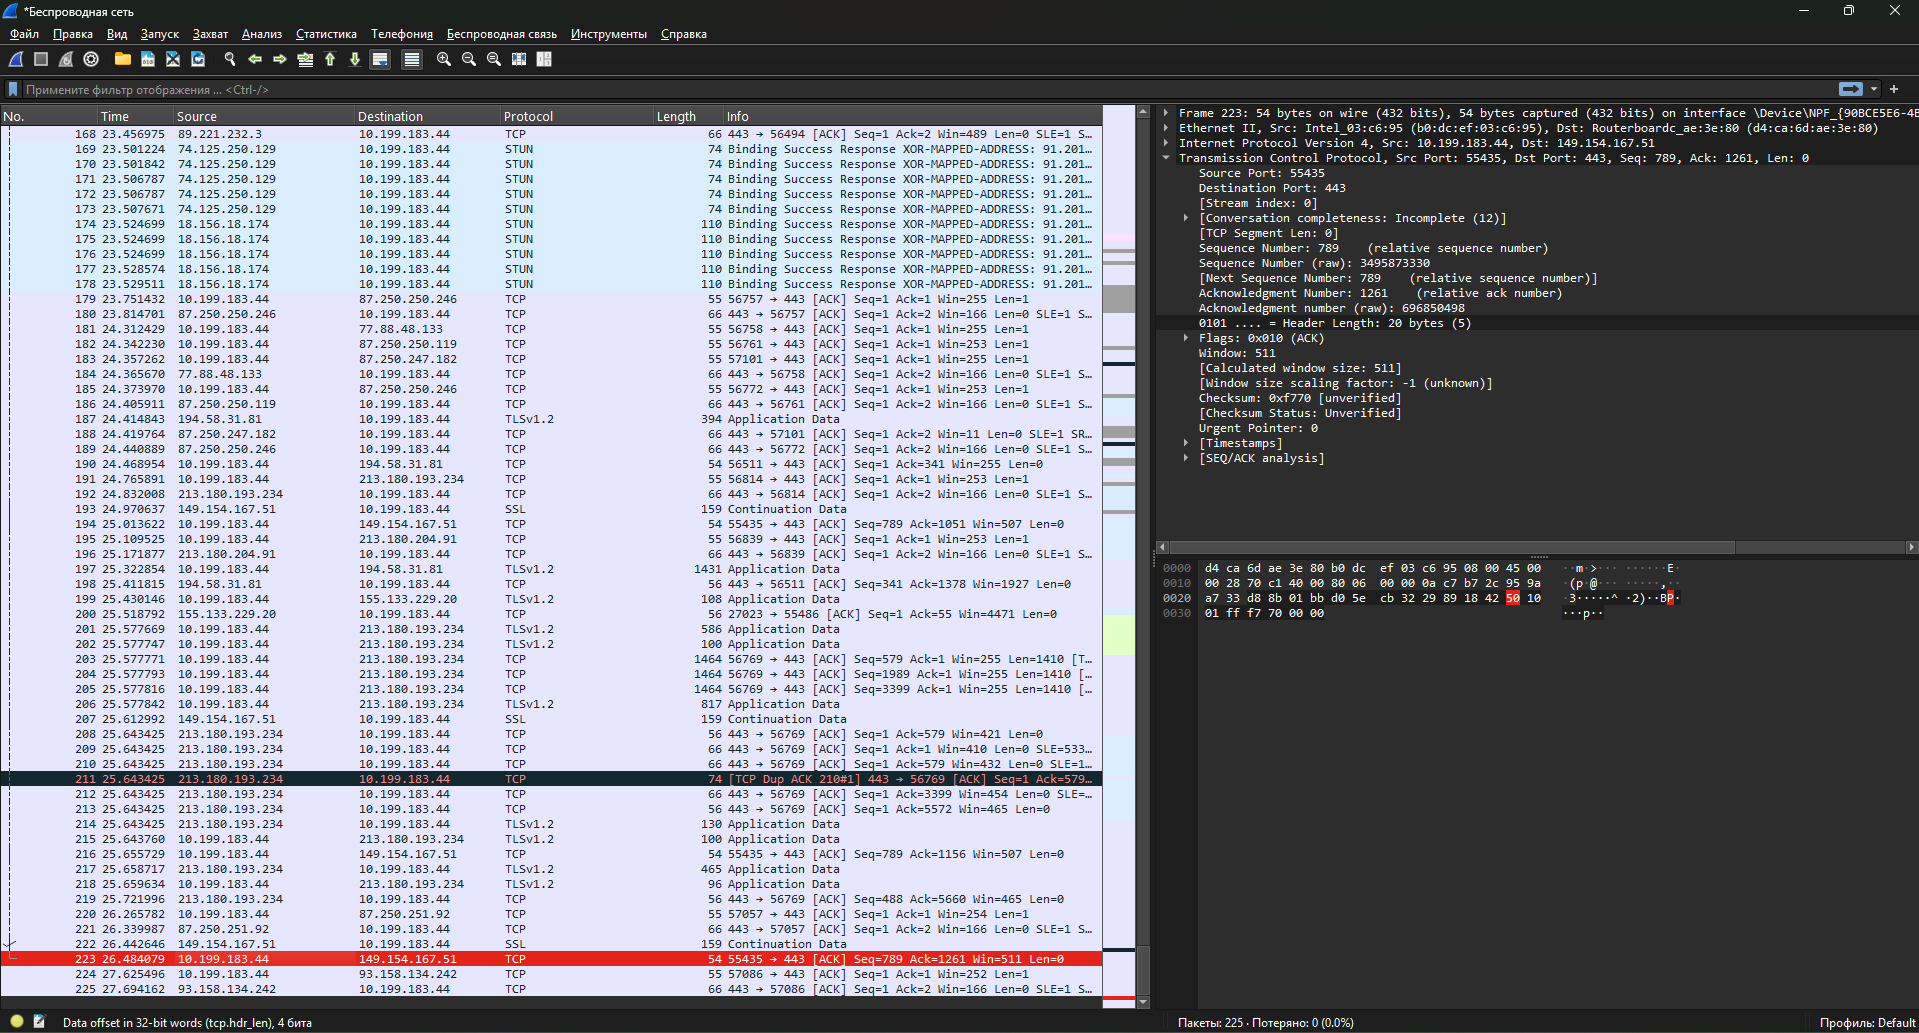 *Беспроводная сеть
Файл Правка Вид Запуск Захват Анализ Статистика Телефония Беспроводная связь Инструменты Справка
Примените фильтр отображения ... <Ctrl-/>
No. Time Source Destination Protocol Length Info
168 23.456975 89.221.232.3 10.199.183.44 TCP 66 443 → 56494 [ACK] Seq=1 Ack=2 Win=489 Len=0 SLE=1 S…
169 23.501224 74.125.250.129 10.199.183.44 STUN 74 Binding Success Response XOR-MAPPED-ADDRESS: 91.201…
170 23.501842 74.125.250.129 10.199.183.44 STUN 74 Binding Success Response XOR-MAPPED-ADDRESS: 91.201…
171 23.506787 74.125.250.129 10.199.183.44 STUN 74 Binding Success Response XOR-MAPPED-ADDRESS: 91.201…
172 23.506787 74.125.250.129 10.199.183.44 STUN 74 Binding Success Response XOR-MAPPED-ADDRESS: 91.201…
173 23.507671 74.125.250.129 10.199.183.44 STUN 74 Binding Success Response XOR-MAPPED-ADDRESS: 91.201…
174 23.524699 18.156.18.174 10.199.183.44 STUN 110 Binding Success Response XOR-MAPPED-ADDRESS: 91.201…
175 23.524699 18.156.18.174 10.199.183.44 STUN 110 Binding Success Response XOR-MAPPED-ADDRESS: 91.201…
176 23.524699 18.156.18.174 10.199.183.44 STUN 110 Binding Success Response XOR-MAPPED-ADDRESS: 91.201…
177 23.528574 18.156.18.174 10.199.183.44 STUN 110 Binding Success Response XOR-MAPPED-ADDRESS: 91.201…
178 23.529511 18.156.18.174 10.199.183.44 STUN 110 Binding Success Response XOR-MAPPED-ADDRESS: 91.201…
179 23.751432 10.199.183.44 87.250.250.246 TCP 55 56757 → 443 [ACK] Seq=1 Ack=1 Win=255 Len=1
180 23.814701 87.250.250.246 10.199.183.44 TCP 66 443 → 56757 [ACK] Seq=1 Ack=2 Win=166 Len=0 SLE=1 S…
181 24.312429 10.199.183.44 77.88.48.133 TCP 55 56758 → 443 [ACK] Seq=1 Ack=1 Win=255 Len=1
182 24.342230 10.199.183.44 87.250.250.119 TCP 55 56761 → 443 [ACK] Seq=1 Ack=1 Win=253 Len=1
183 24.357262 10.199.183.44 87.250.247.182 TCP 55 57101 → 443 [ACK] Seq=1 Ack=1 Win=255 Len=1
184 24.365670 77.88.48.133 10.199.183.44 TCP 66 443 → 56758 [ACK] Seq=1 Ack=2 Win=166 Len=0 SLE=1 S…
185 24.373970 10.199.183.44 87.250.250.246 TCP 55 56772 → 443 [ACK] Seq=1 Ack=1 Win=253 Len=1
186 24.405911 87.250.250.119 10.199.183.44 TCP 66 443 → 56761 [ACK] Seq=1 Ack=2 Win=166 Len=0 SLE=1 S…
187 24.414843 194.58.31.81 10.199.183.44 TLSv1.2 394 Application Data
188 24.419764 87.250.247.182 10.199.183.44 TCP 66 443 → 57101 [ACK] Seq=1 Ack=2 Win=11 Len=0 SLE=1 SR…
189 24.440889 87.250.250.246 10.199.183.44 TCP 66 443 → 56772 [ACK] Seq=1 Ack=2 Win=166 Len=0 SLE=1 S…
190 24.468954 10.199.183.44 194.58.31.81 TCP 54 56511 → 443 [ACK] Seq=1 Ack=341 Win=255 Len=0
191 24.765891 10.199.183.44 213.180.193.234 TCP 55 56814 → 443 [ACK] Seq=1 Ack=1 Win=253 Len=1
192 24.832008 213.180.193.234 10.199.183.44 TCP 66 443 → 56814 [ACK] Seq=1 Ack=2 Win=166 Len=0 SLE=1 S…
193 24.970637 149.154.167.51 10.199.183.44 SSL 159 Continuation Data
194 25.013622 10.199.183.44 149.154.167.51 TCP 54 55435 → 443 [ACK] Seq=789 Ack=1051 Win=507 Len=0
195 25.109525 10.199.183.44 213.180.204.91 TCP 55 56839 → 443 [ACK] Seq=1 Ack=1 Win=253 Len=1
196 25.171877 213.180.204.91 10.199.183.44 TCP 66 443 → 56839 [ACK] Seq=1 Ack=2 Win=166 Len=0 SLE=1 S…
197 25.322854 10.199.183.44 194.58.31.81 TLSv1.2 1431 Application Data
198 25.411815 194.58.31.81 10.199.183.44 TCP 56 443 → 56511 [ACK] Seq=341 Ack=1378 Win=1927 Len=0
199 25.430146 10.199.183.44 155.133.229.20 TLSv1.2 108 Application Data
200 25.518792 155.133.229.20 10.199.183.44 TCP 56 27023 → 55486 [ACK] Seq=1 Ack=55 Win=4471 Len=0
201 25.577669 10.199.183.44 213.180.193.234 TLSv1.2 586 Application Data
202 25.577747 10.199.183.44 213.180.193.234 TLSv1.2 100 Application Data
203 25.577771 10.199.183.44 213.180.193.234 TCP 1464 56769 → 443 [ACK] Seq=579 Ack=1 Win=255 Len=1410 [T…
204 25.577793 10.199.183.44 213.180.193.234 TCP 1464 56769 → 443 [ACK] Seq=1989 Ack=1 Win=255 Len=1410 […
205 25.577816 10.199.183.44 213.180.193.234 TCP 1464 56769 → 443 [ACK] Seq=3399 Ack=1 Win=255 Len=1410 […
206 25.577842 10.199.183.44 213.180.193.234 TLSv1.2 817 Application Data
207 25.612992 149.154.167.51 10.199.183.44 SSL 159 Continuation Data
208 25.643425 213.180.193.234 10.199.183.44 TCP 56 443 → 56769 [ACK] Seq=1 Ack=579 Win=421 Len=0
209 25.643425 213.180.193.234 10.199.183.44 TCP 66 443 → 56769 [ACK] Seq=1 Ack=1 Win=410 Len=0 SLE=533…
210 25.643425 213.180.193.234 10.199.183.44 TCP 66 443 → 56769 [ACK] Seq=1 Ack=579 Win=432 Len=0 SLE=1…
211 25.643425 213.180.193.234 10.199.183.44 TCP 74 [TCP Dup ACK 210#1] 443 → 56769 [ACK] Seq=1 Ack=579…
212 25.643425 213.180.193.234 10.199.183.44 TCP 66 443 → 56769 [ACK] Seq=1 Ack=3399 Win=454 Len=0 SLE=…
213 25.643425 213.180.193.234 10.199.183.44 TCP 56 443 → 56769 [ACK] Seq=1 Ack=5572 Win=465 Len=0
214 25.643425 213.180.193.234 10.199.183.44 TLSv1.2 130 Application Data
215 25.643760 10.199.183.44 213.180.193.234 TLSv1.2 100 Application Data
216 25.655729 10.199.183.44 149.154.167.51 TCP 54 55435 → 443 [ACK] Seq=789 Ack=1156 Win=507 Len=0
217 25.658717 213.180.193.234 10.199.183.44 TLSv1.2 465 Application Data
218 25.659634 10.199.183.44 213.180.193.234 TLSv1.2 96 Application Data
219 25.721996 213.180.193.234 10.199.183.44 TCP 56 443 → 56769 [ACK] Seq=488 Ack=5660 Win=465 Len=0
220 26.265782 10.199.183.44 87.250.251.92 TCP 55 57057 → 443 [ACK] Seq=1 Ack=1 Win=254 Len=1
221 26.339987 87.250.251.92 10.199.183.44 TCP 66 443 → 57057 [ACK] Seq=1 Ack=2 Win=166 Len=0 SLE=1 S…
222 26.442646 149.154.167.51 10.199.183.44 SSL 159 Continuation Data
223 26.484079 10.199.183.44 149.154.167.51 TCP 54 55435 → 443 [ACK] Seq=789 Ack=1261 Win=511 Len=0
224 27.625496 10.199.183.44 93.158.134.242 TCP 55 57086 → 443 [ACK] Seq=1 Ack=1 Win=252 Len=1
225 27.694162 93.158.134.242 10.199.183.44 TCP 66 443 → 57086 [ACK] Seq=1 Ack=2 Win=166 Len=0 SLE=1 S…
Frame 223: 54 bytes on wire (432 bits), 54 bytes captured (432 bits) on interface \Device\NPF_{90BCE5E6-4B
Ethernet II, Src: Intel_03:c6:95 (b0:dc:ef:03:c6:95), Dst: Routerboardc_ae:3e:80 (d4:ca:6d:ae:3e:80)
Internet Protocol Version 4, Src: 10.199.183.44, Dst: 149.154.167.51
Transmission Control Protocol, Src Port: 55435, Dst Port: 443, Seq: 789, Ack: 1261, Len: 0
Source Port: 55435
Destination Port: 443
[Stream index: 0]
[Conversation completeness: Incomplete (12)]
[TCP Segment Len: 0]
Sequence Number: 789 (relative sequence number)
Sequence Number (raw): 3495873330
[Next Sequence Number: 789 (relative sequence number)]
Acknowledgment Number: 1261 (relative ack number)
Acknowledgment number (raw): 696850498
0101 .... = Header Length: 20 bytes (5)
Flags: 0x010 (ACK)
Window: 511
[Calculated window size: 511]
[Window size scaling factor: -1 (unknown)]
Checksum: 0xf770 [unverified]
[Checksum Status: Unverified]
Urgent Pointer: 0
[Timestamps]
[SEQ/ACK analysis]
0000 d4 ca 6d ae 3e 80 b0 dc ef 03 c6 95 08 00 45 00 ··m·>··· ······E·
0010 00 28 70 c1 40 00 80 06 00 00 0a c7 b7 2c 95 9a ·(p·@··· ·····,··
0020 a7 33 d8 8b 01 bb d0 5e cb 32 29 89 18 42 50 10 ·3·····^ ·2)··BP·
0030 01 ff f7 70 00 00 ···p··
Data offset in 32-bit words (tcp.hdr_len), 4 бита
Пакеты: 225 · Потеряно: 0 (0.0%)
Профиль: Default